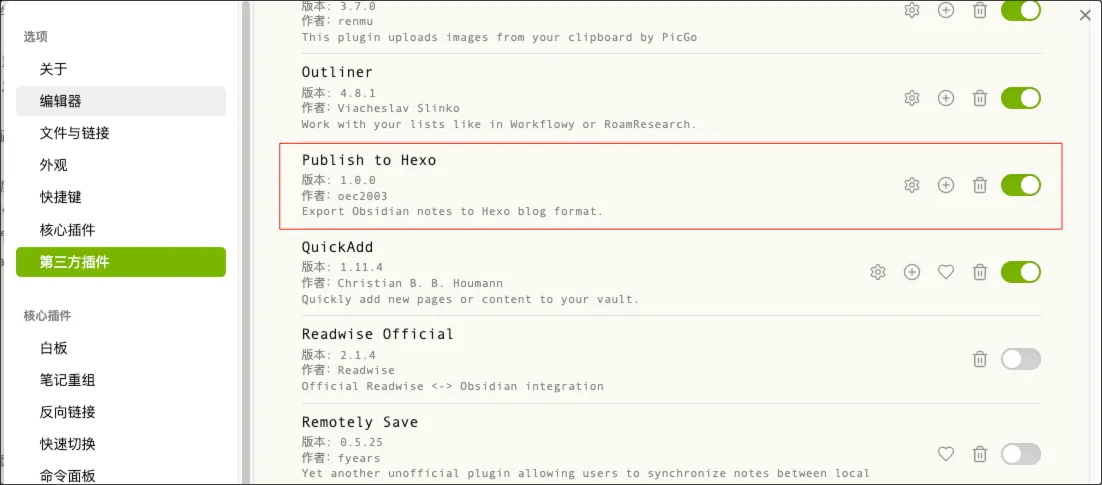 选项
关于
编辑器
文件与链接
外观
快捷键
核心插件
第三方插件
核心插件
白板
笔记重组
反向链接
快速切换
命令面板
版本: 3.7.0
作者: renmu
This plugin uploads images from your clipboard by PicGo
Outliner
版本: 4.8.1
作者: Viacheslav Slinko
Work with your lists like in Workflowy or RoamResearch.
Publish to Hexo
版本: 1.0.0
作者: oec2003
Export Obsidian notes to Hexo blog format.
QuickAdd
版本: 1.11.4
作者: Christian B. B. Houmann
Quickly add new pages or content to your vault.
Readwise Official
版本: 2.1.4
作者: Readwise
Official Readwise <-> Obsidian integration
Remotely Save
版本: 0.5.25
作者: fyears
Yet another unofficial plugin allowing users to synchronize notes between local